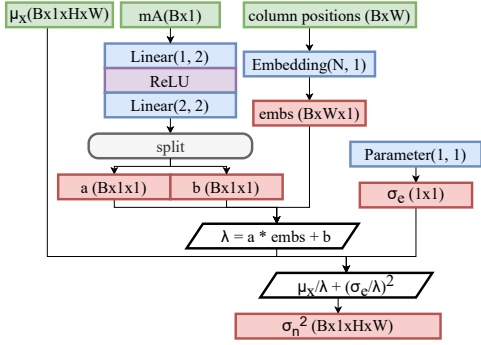 μx(Bx1xHxW)
mA(Bx1)
column positions (BxW)
Linear(1, 2)
ReLU
Linear(2, 2)
Embedding(N, 1)
embs (BxWx1)
split
Parameter(1, 1)
a (Bx1x1)
b (Bx1x1)
σe (1x1)
λ = a * embs + b
μx/λ + (σe/λ)²
σn² (Bx1xHxW)